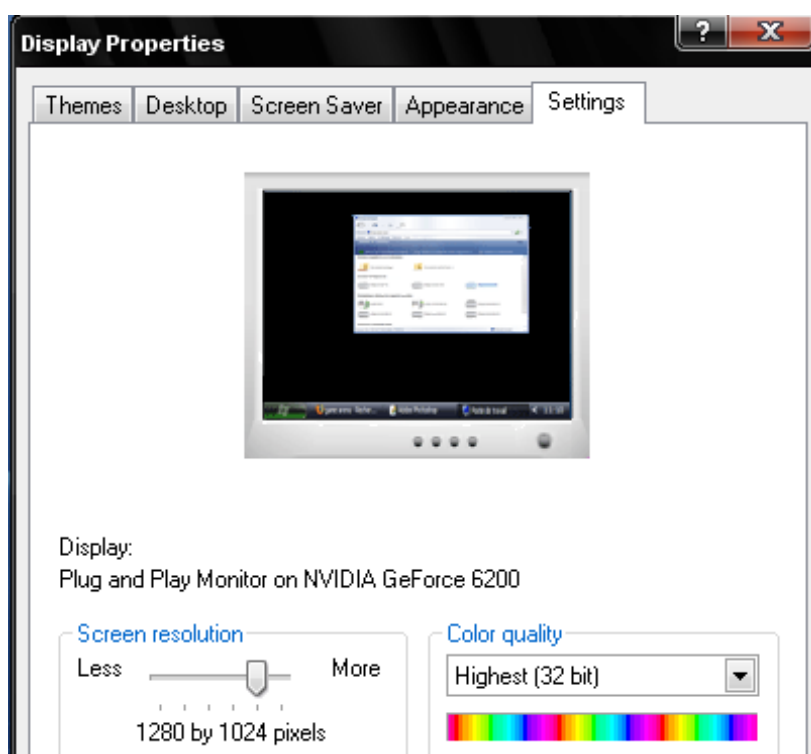 Display Properties
?
X
Themes
Desktop
Screen Saver
Appearance
Settings
Display:
Plug and Play Monitor on NVIDIA GeForce 6200
Screen resolution
Less
More
1280 by 1024 pixels
Color quality
Highest (32 bit)